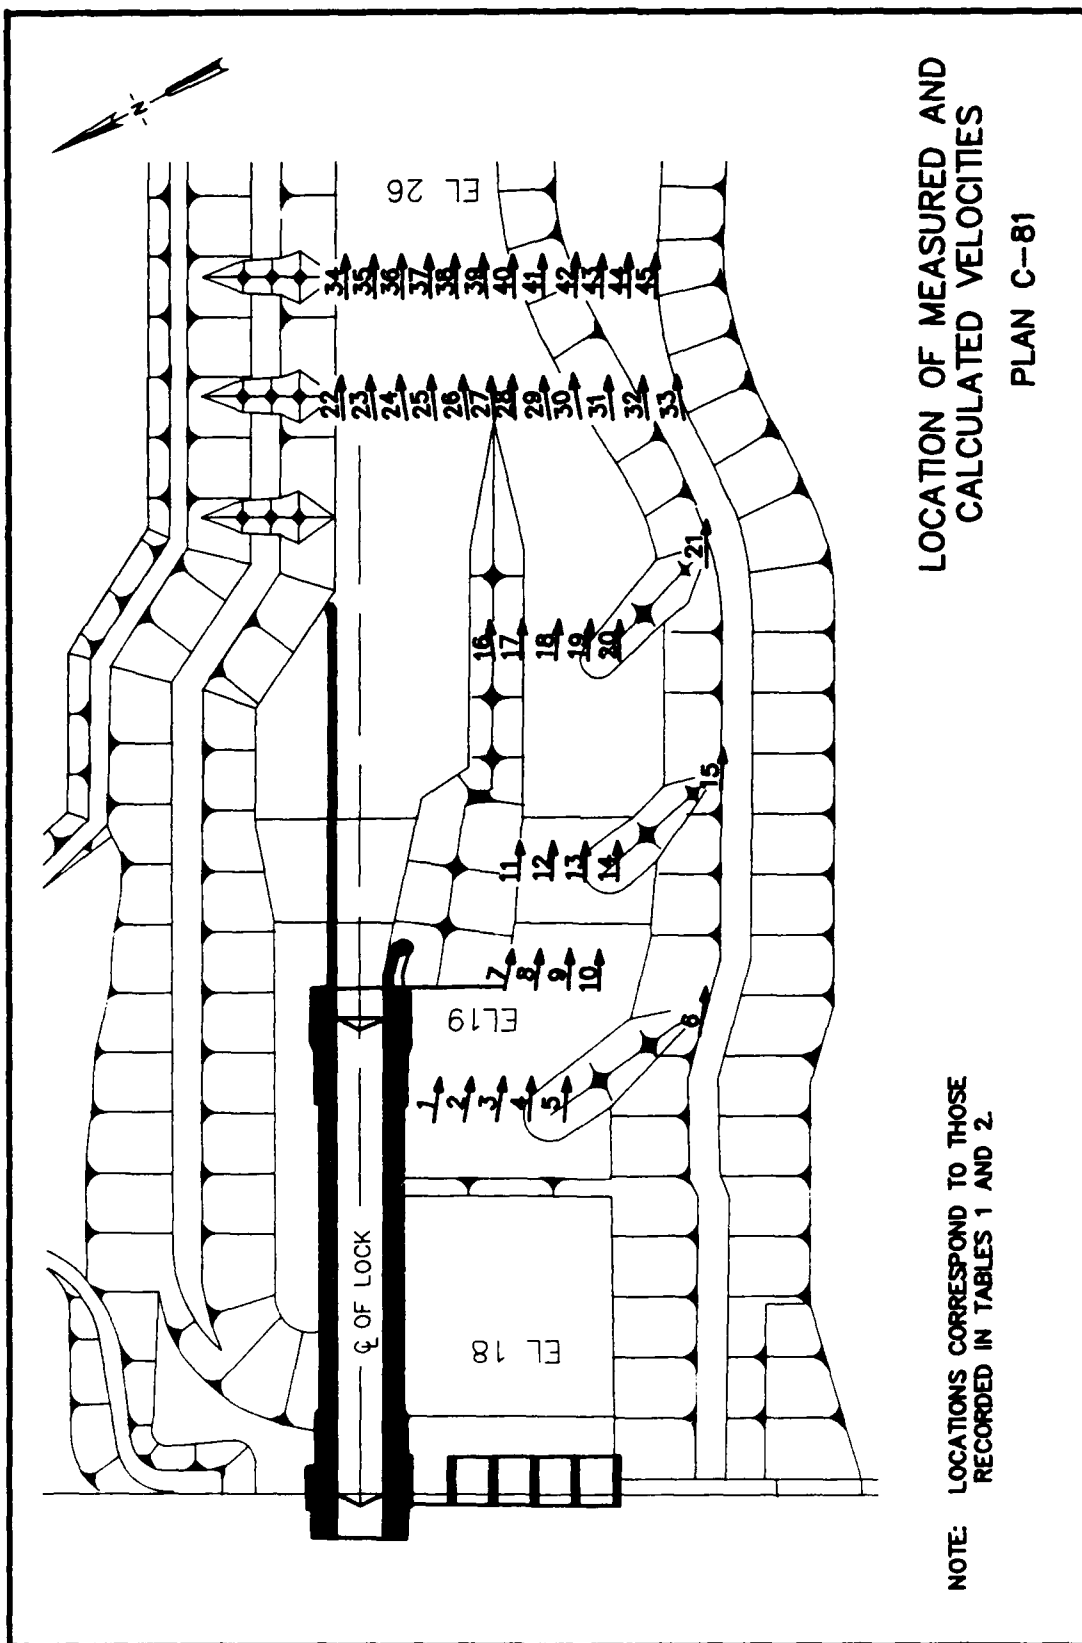 N
EL 26
34 35 36 37 38 39 40 41 42 43 44 45
22 23 24 25 26 27 28 29 30 31 32 33
16 17 18 19 20 21
11 12 13 14 15
7 8 9 10
EL19
1 2 3 4 5 6
℄ OF LOCK
EL 18
NOTE: LOCATIONS CORRESPOND TO THOSE
RECORDED IN TABLES 1 AND 2.
LOCATION OF MEASURED AND
CALCULATED VELOCITIES
PLAN C-81